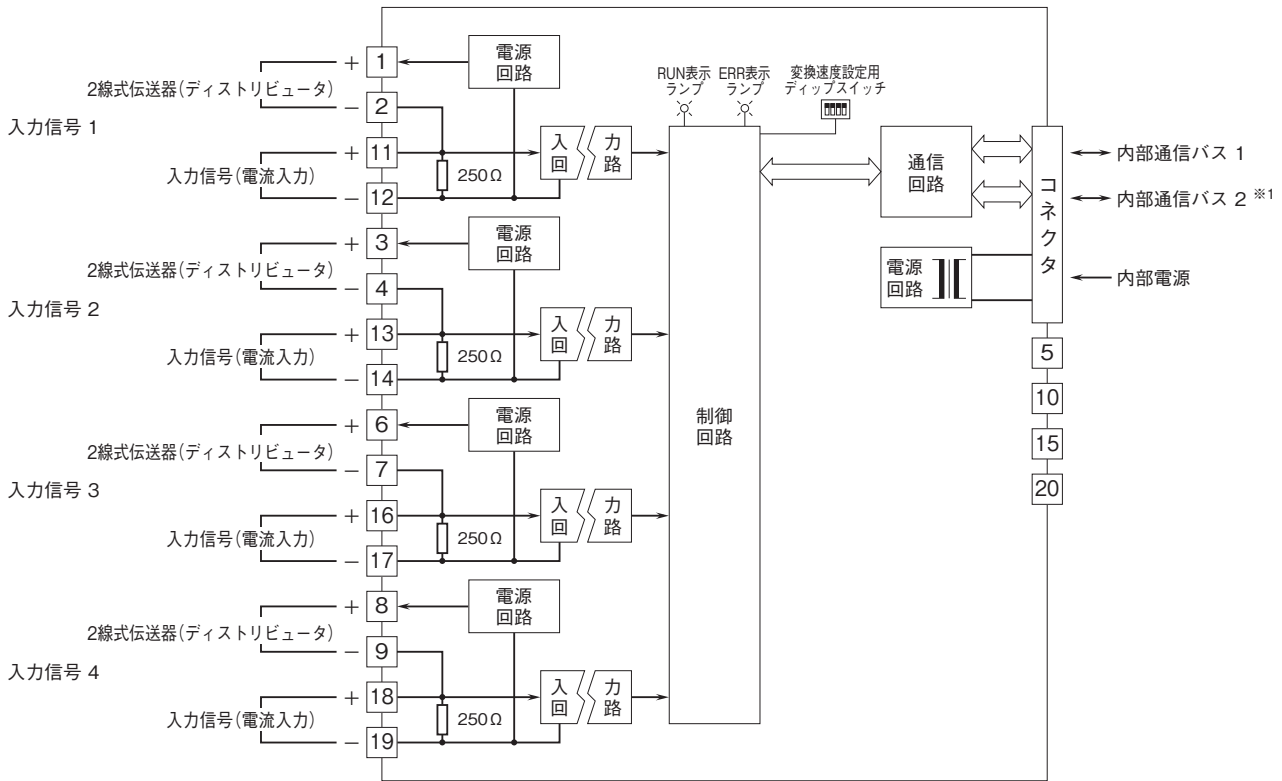 入力信号 1
2線式伝送器(ディストリビュータ)
+ 1
− 2
入力信号(電流入力)
+ 11
− 12
電源
回路
250Ω
入 力
回 路
入力信号 2
2線式伝送器(ディストリビュータ)
+ 3
− 4
入力信号(電流入力)
+ 13
− 14
電源
回路
250Ω
入 力
回 路
入力信号 3
2線式伝送器(ディストリビュータ)
+ 6
− 7
入力信号(電流入力)
+ 16
− 17
電源
回路
250Ω
入 力
回 路
入力信号 4
2線式伝送器(ディストリビュータ)
+ 8
− 9
入力信号(電流入力)
+ 18
− 19
電源
回路
250Ω
入 力
回 路
RUN表示
ランプ
ERR表示
ランプ
変換速度設定用
ディップスイッチ
制御
回路
通信
回路
電源
回路
コネクタ
内部通信バス 1
内部通信バス 2 ※1
内部電源
5
10
15
20